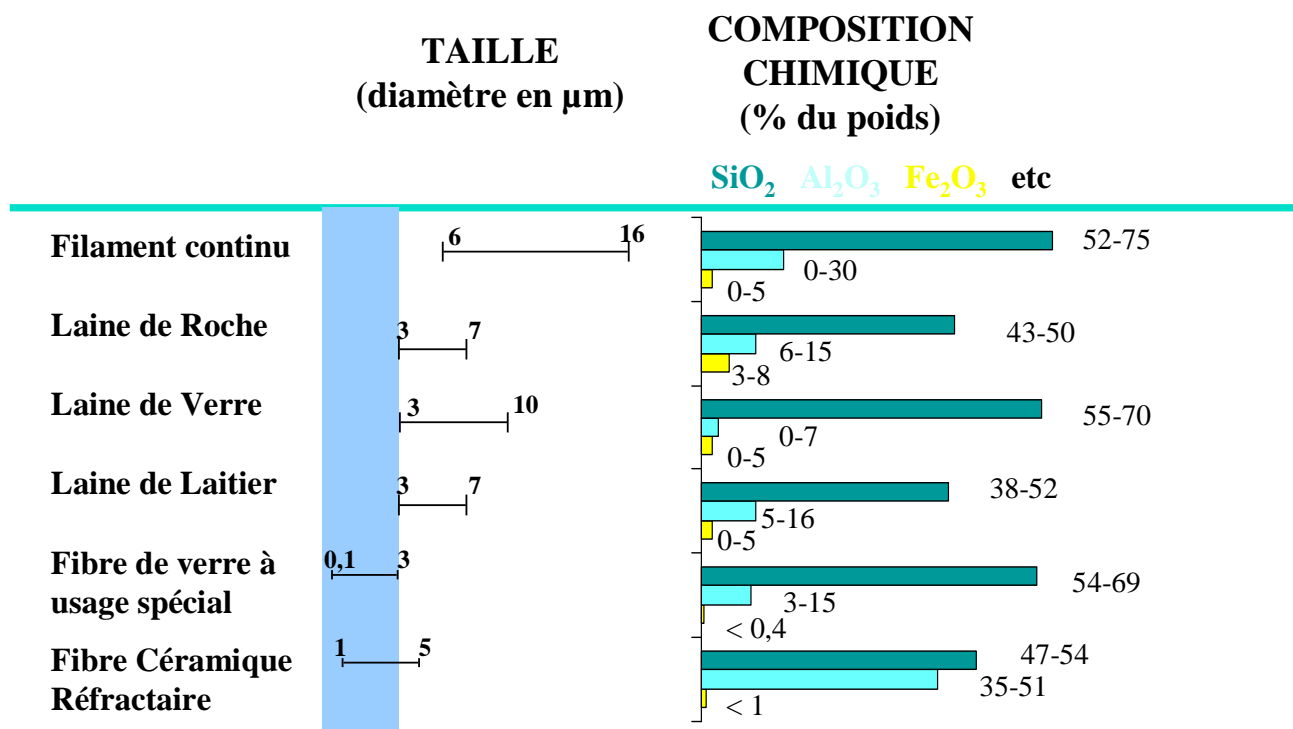 TAILLE
(diamètre en µm)
COMPOSITION
CHIMIQUE
(% du poids)
SiO₂ Al₂O₃ Fe₂O₃ etc
Filament continu
6 16
52-75
0-30
0-5
Laine de Roche
3 7
43-50
6-15
3-8
Laine de Verre
3 10
55-70
0-7
0-5
Laine de Laitier
3 7
38-52
5-16
0-5
Fibre de verre à
usage spécial
0,1 3
54-69
3-15
< 0,4
Fibre Céramique
Réfractaire
1 5
47-54
35-51
< 1